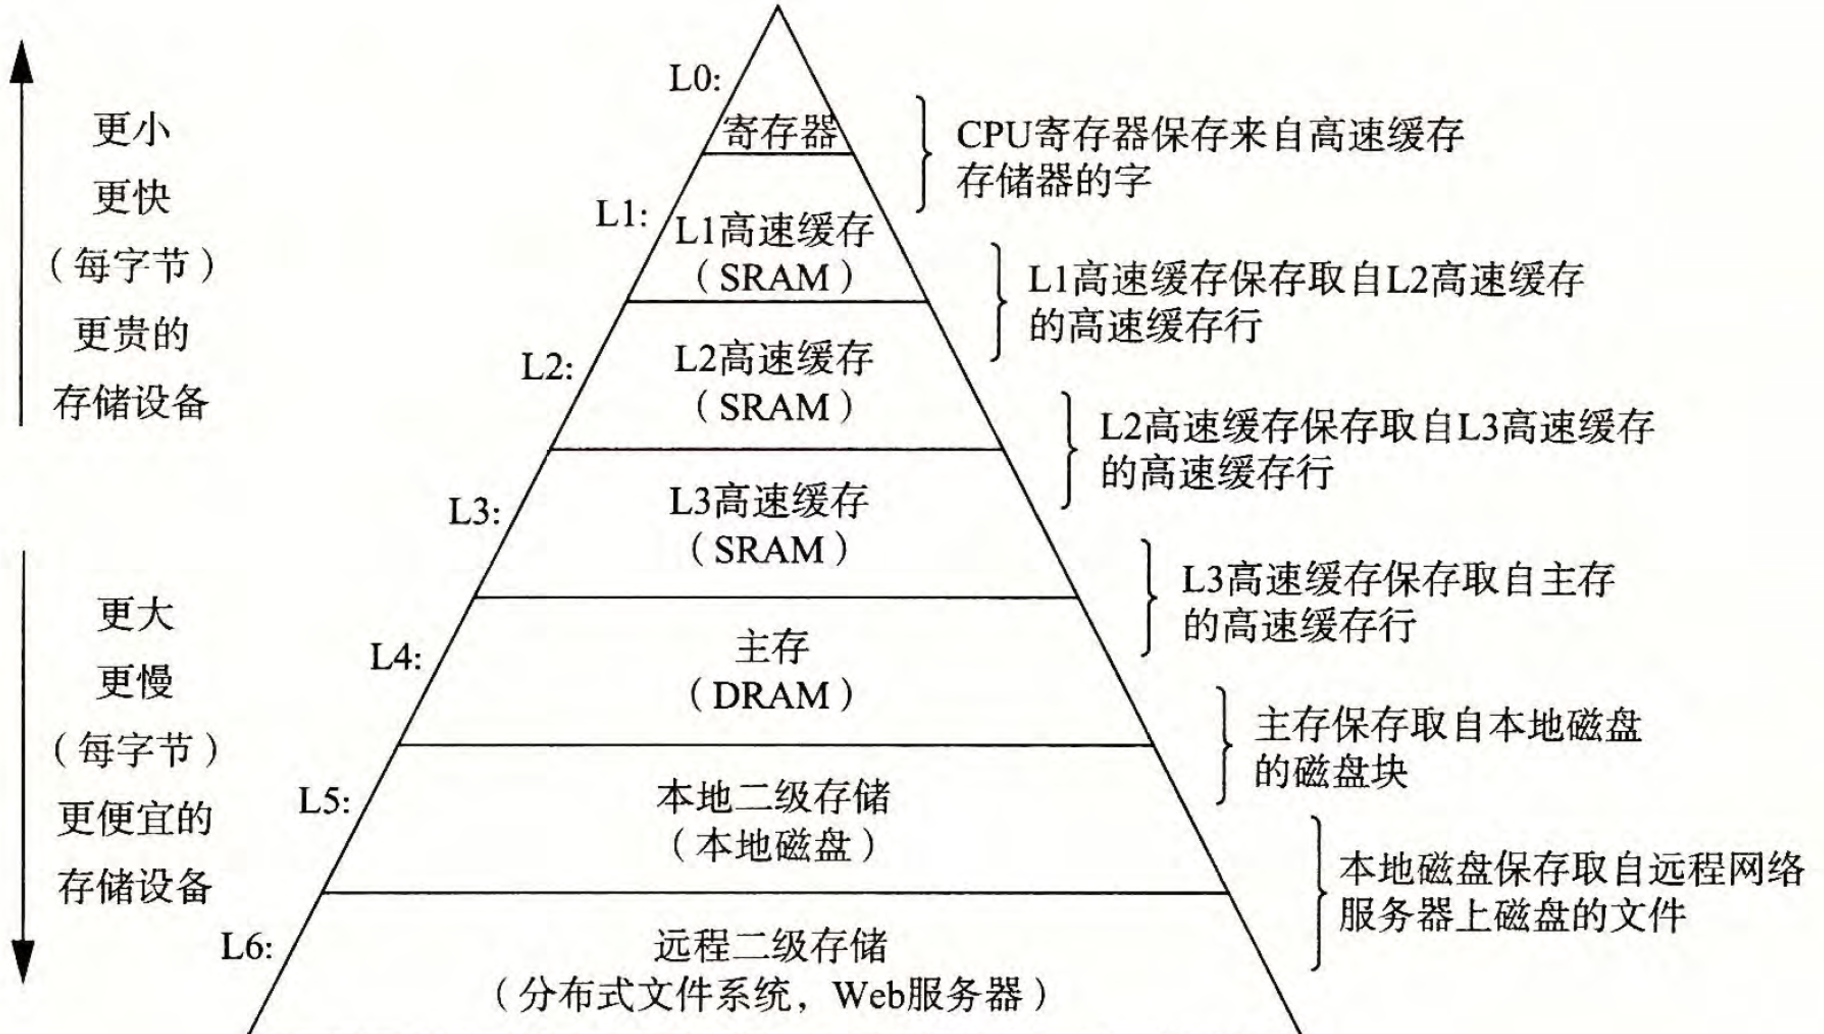 更小
更快
（每字节）
更贵的
存储设备
更大
更慢
（每字节）
更便宜的
存储设备
L0:
寄存器
L1:
L1高速缓存
（SRAM）
L2:
L2高速缓存
（SRAM）
L3:
L3高速缓存
（SRAM）
L4:
主存
（DRAM）
L5:
本地二级存储
（本地磁盘）
L6:
远程二级存储
（分布式文件系统，Web服务器）
CPU寄存器保存来自高速缓存
存储器的字
L1高速缓存保存取自L2高速缓存
的高速缓存行
L2高速缓存保存取自L3高速缓存
的高速缓存行
L3高速缓存保存取自主存
的高速缓存行
主存保存取自本地磁盘
的磁盘块
本地磁盘保存取自远程网络
服务器上磁盘的文件